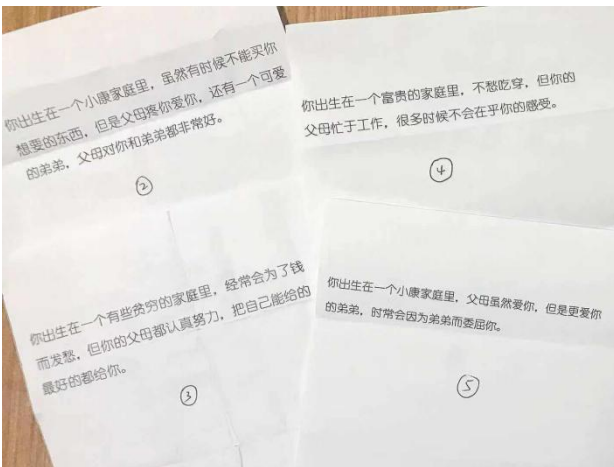 你出生在一个小康家庭里，虽然有时候不能买你
想要的东西，但是父母疼你爱你，还有一个可爱
的弟弟，父母对你和弟弟都非常好。
②
你出生在一个富贵的家庭里，不愁吃穿，但你的
父母忙于工作，很多时候不会在乎你的感受。
④
你出生在一个有些贫穷的家庭里，经常会为了钱
而发愁，但你的父母都认真努力，把自己能给的
最好的都给你。
③
你出生在一个小康家庭里，父母虽然爱你，但是更爱你
的弟弟，时常会因为弟弟而委屈你。
⑤